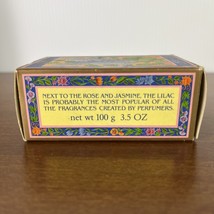 NEXT TO THE ROSE AND JASMINE, THE LILAC
IS PROBABLY THE MOST POPULAR OF ALL
THE FRAGRANCES CREATED BY PERFUMERS.
net wt 100 g 3.5 OZ